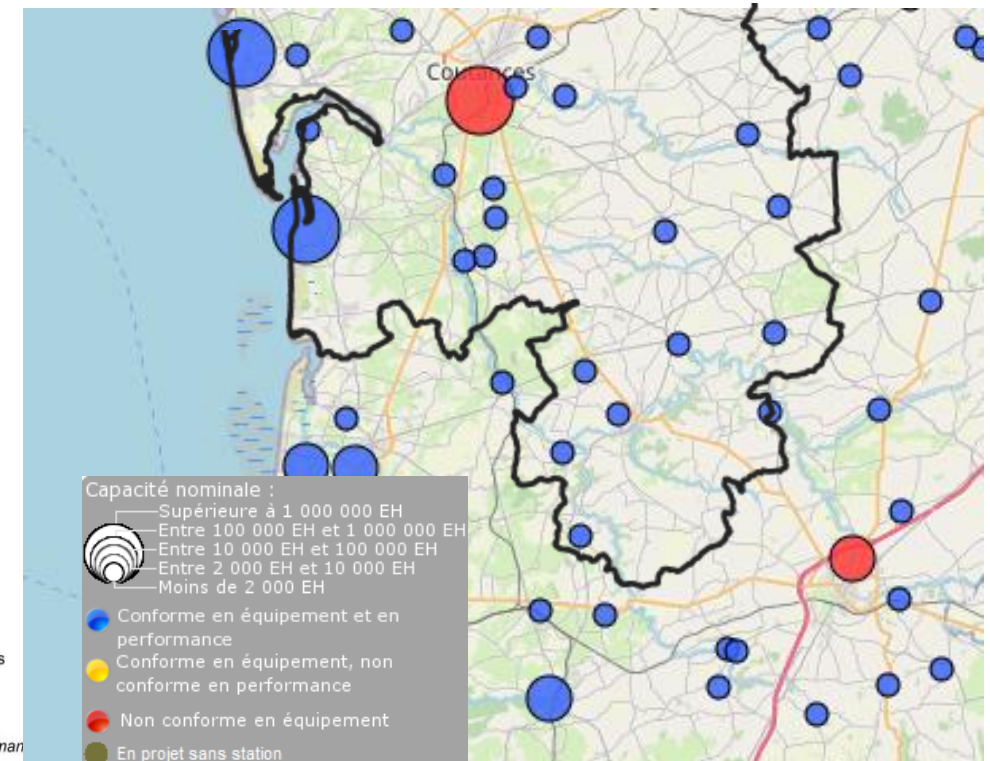 Coutances
Capacité nominale :
Supérieure à 1 000 000 EH
Entre 100 000 EH et 1 000 000 EH
Entre 10 000 EH et 100 000 EH
Entre 2 000 EH et 10 000 EH
Moins de 2 000 EH
Conforme en équipement et en
performance
s
Conforme en équipement, non
conforme en performance
Non conforme en équipement
man
En projet sans station